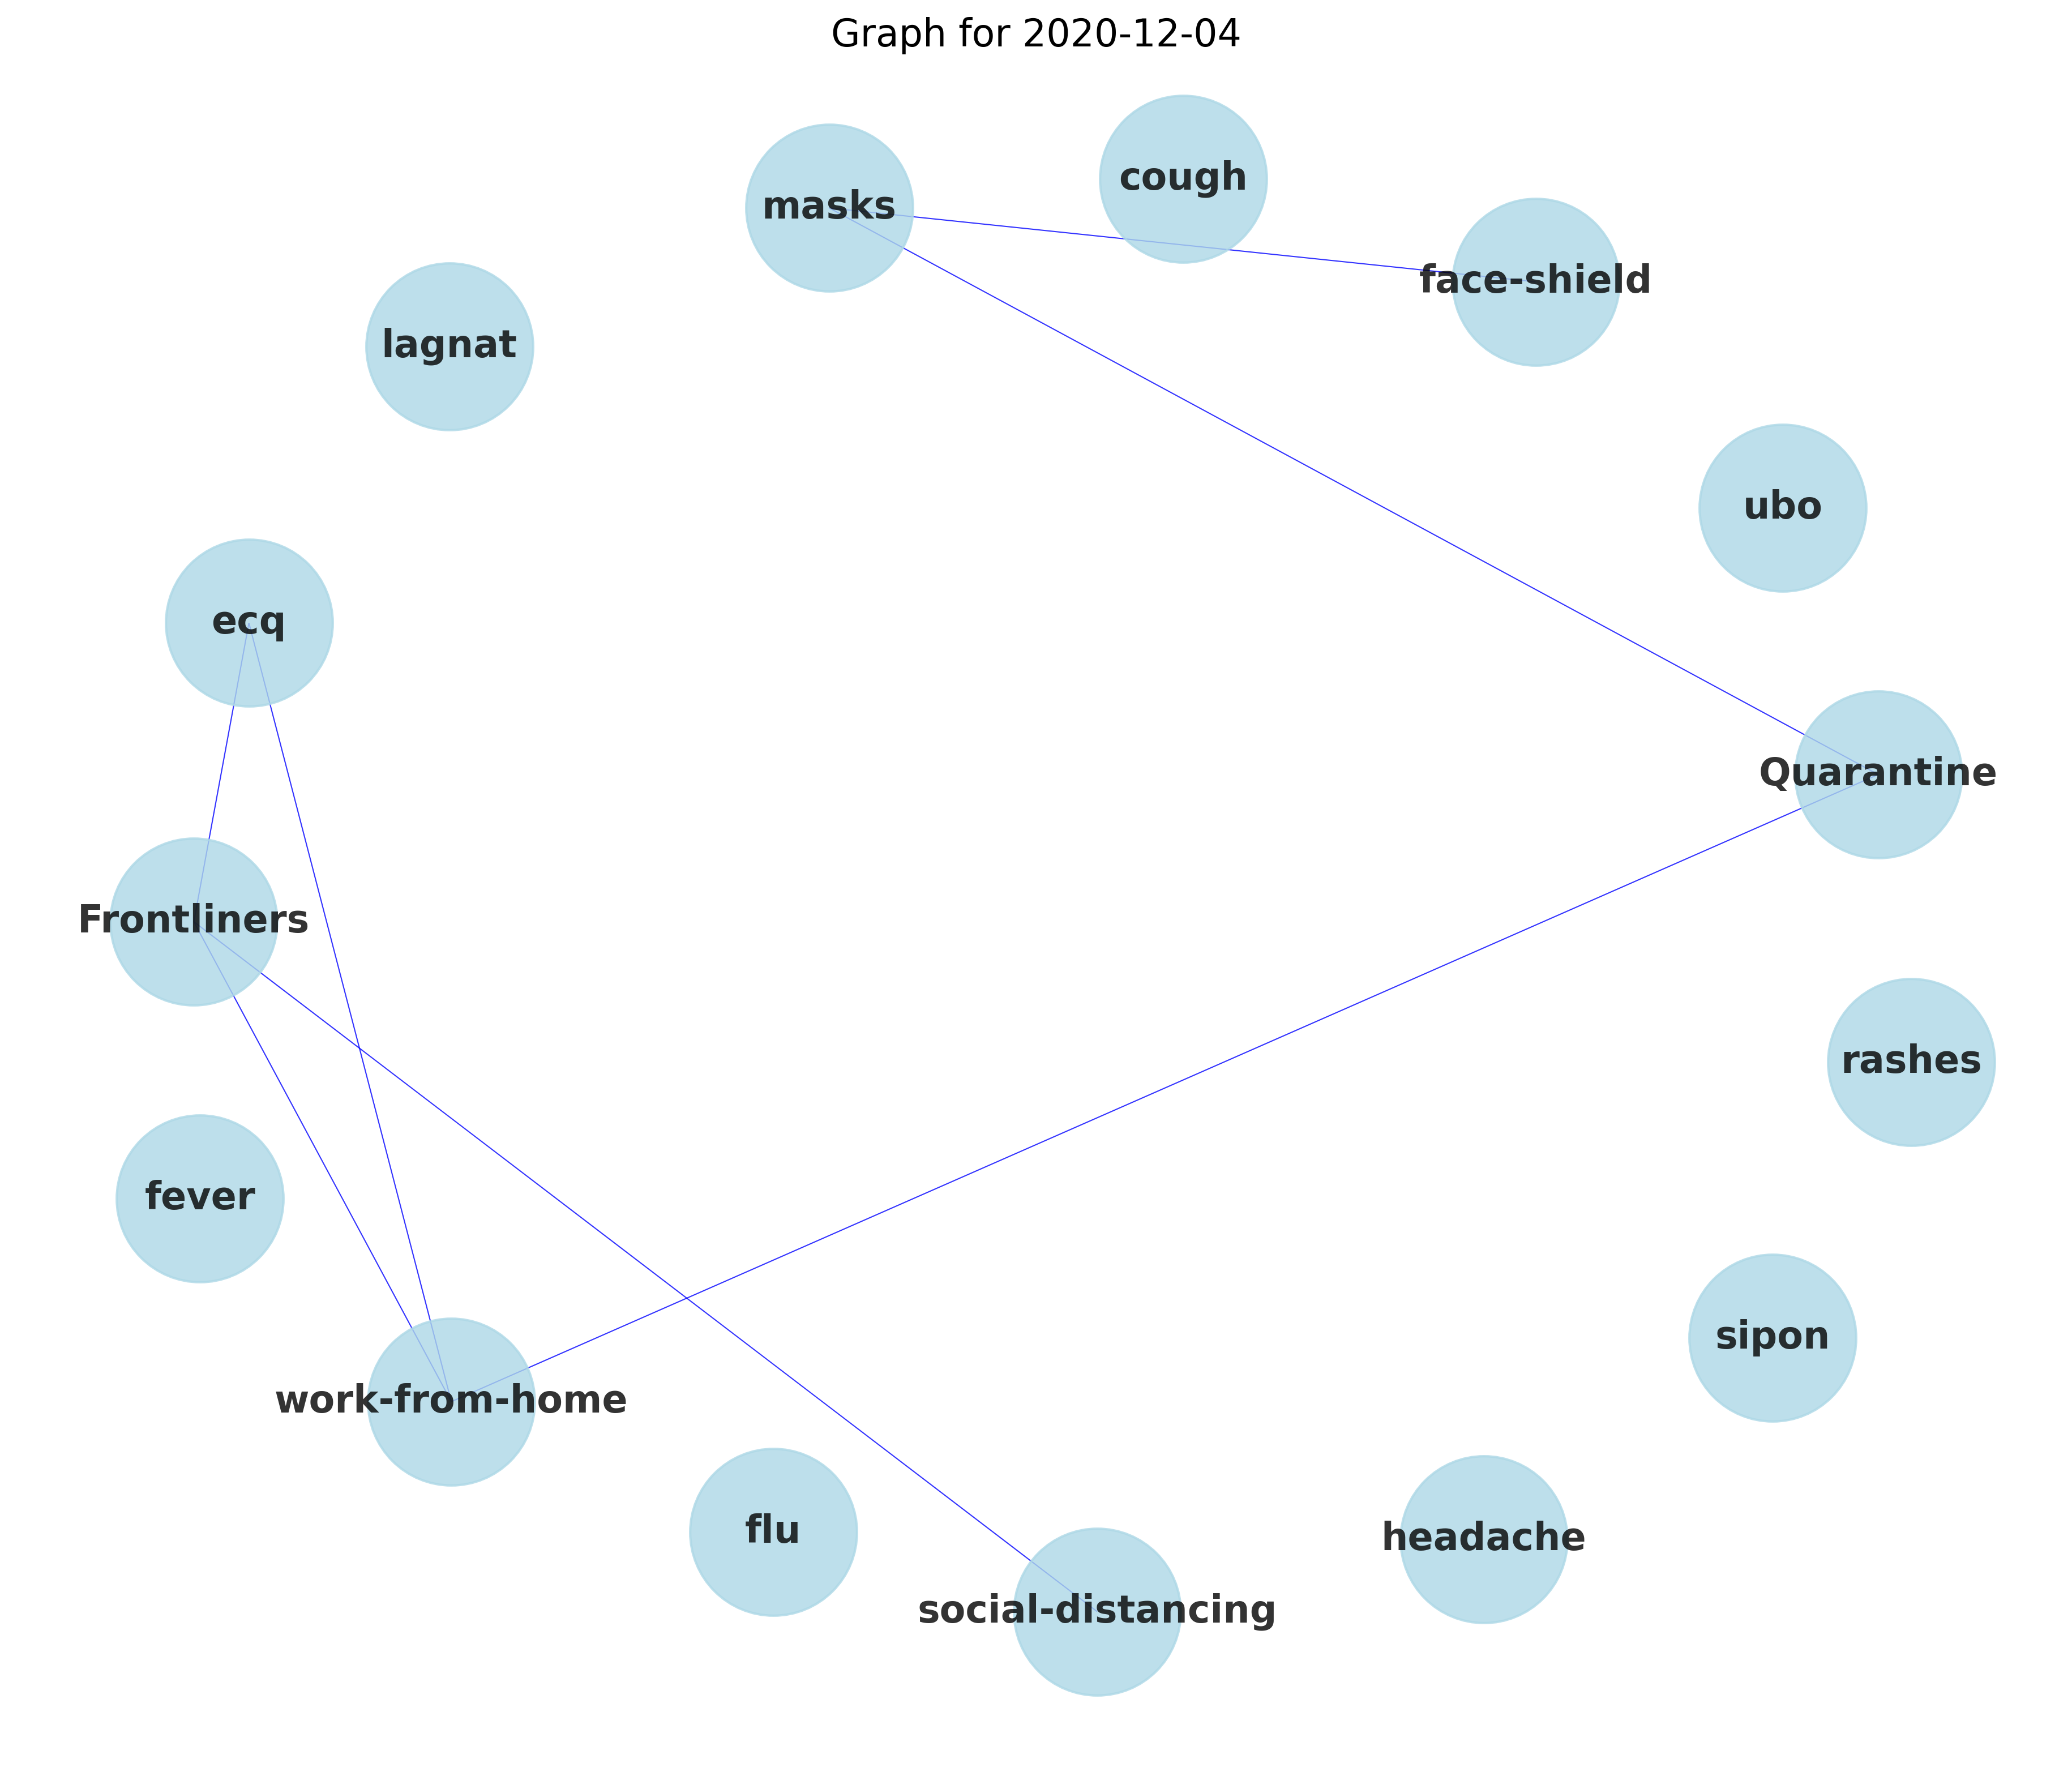 Graph for 2020-12-04
cough
masks
face-shield
lagnat
ubo
ecq
Quarantine
Frontliners
rashes
fever
sipon
work-from-home
flu
headache
social-distancing